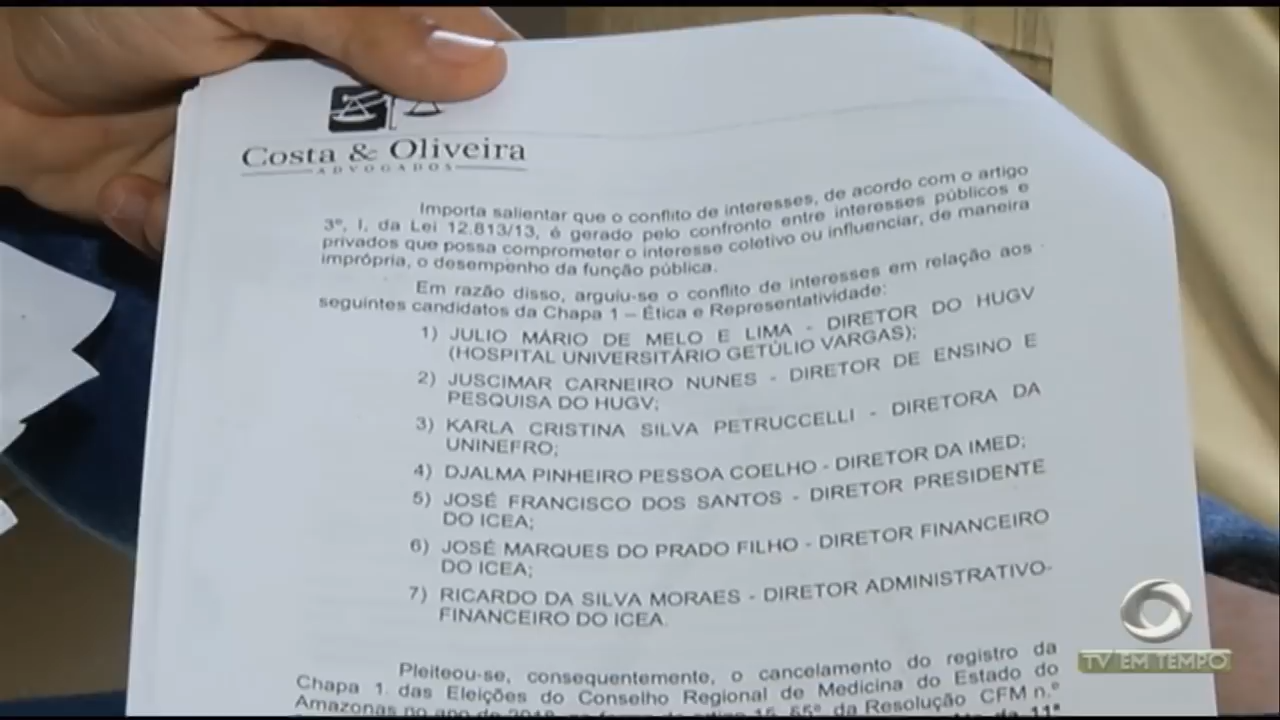 Costa & Oliveira
ADVOGADOS
Importa salientar que o conflito de interesses, de acordo com o artigo
3º, I, da Lei 12.813/13, é gerado pelo confronto entre interesses públicos e
privados que possa comprometer o interesse coletivo ou influenciar, de maneira
imprópria, o desempenho da função pública.
Em razão disso, arguiu-se o conflito de interesses em relação aos
seguintes candidatos da Chapa 1 – Ética e Representatividade:
1) JULIO MÁRIO DE MELO E LIMA - DIRETOR DO HUGV
(HOSPITAL UNIVERSITÁRIO GETÚLIO VARGAS);
2) JUSCIMAR CARNEIRO NUNES - DIRETOR DE ENSINO E
PESQUISA DO HUGV;
3) KARLA CRISTINA SILVA PETRUCCELLI - DIRETORA DA
UNINEFRO;
4) DJALMA PINHEIRO PESSOA COELHO - DIRETOR DA IMED;
5) JOSÉ FRANCISCO DOS SANTOS - DIRETOR PRESIDENTE
DO ICEA;
6) JOSÉ MARQUES DO PRADO FILHO - DIRETOR FINANCEIRO
DO ICEA;
7) RICARDO DA SILVA MORAES - DIRETOR ADMINISTRATIVO-
FINANCEIRO DO ICEA.
Pleiteou-se, consequentemente, o cancelamento do registro da
Chapa 1, das Eleições do Conselho Regional de Medicina do Estado do
Amazonas no ano de 2018, da Resolução CFM n.º
da 11ª
TV EM TEMPO